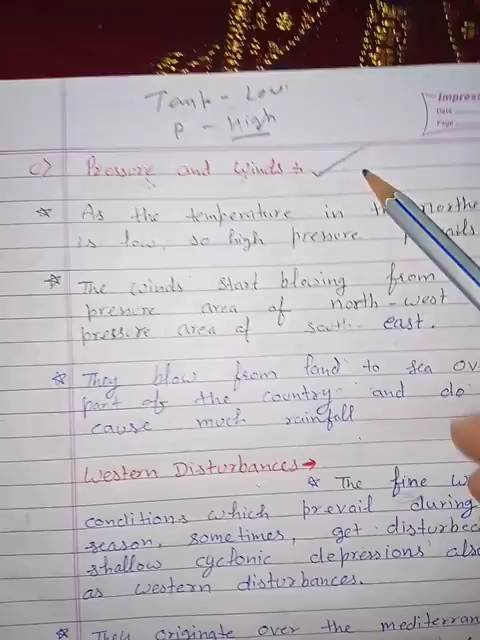 Temp - Low
P - High
Impres
Date
Page
c) Pressure and Winds :-
* As the temperature in the northe
is low, so high pressure
The winds start blowing from
pressure area of north-west
pressure area of south east.
* They blow from land to sea ov
part of the country and do
cause much rainfall
Western Disturbances →
* The fine w
conditions which prevail during
season, sometimes, get disturbed
shallow cyclonic depressions also
as western disturbances.
* They originate over the mediterran